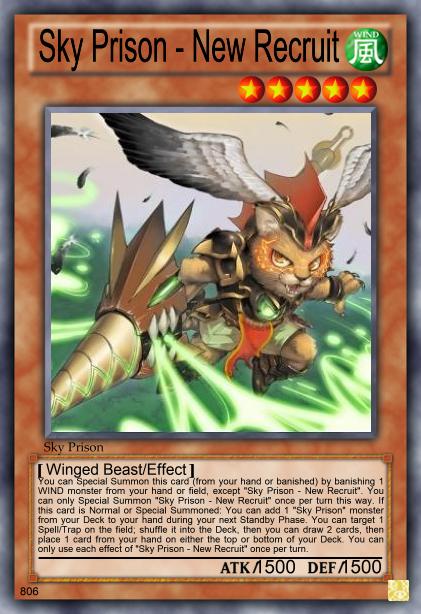 Sky Prison - New Recruit
WIND
風
Sky Prison
[ Winged Beast/Effect ]
You can Special Summon this card (from your hand or banished) by banishing 1
WIND monster from your hand or field, except "Sky Prison - New Recruit". You
can only Special Summon "Sky Prison - New Recruit" once per turn this way. If
this card is Normal or Special Summoned: You can add 1 "Sky Prison" monster
from your Deck to your hand during your next Standby Phase. You can target 1
Spell/Trap on the field; shuffle it into the Deck, then you can draw 2 cards, then
place 1 card from your hand on either the top or bottom of your Deck. You can
only use each effect of "Sky Prison - New Recruit" once per turn.
ATK/1500 DEF/1500
806